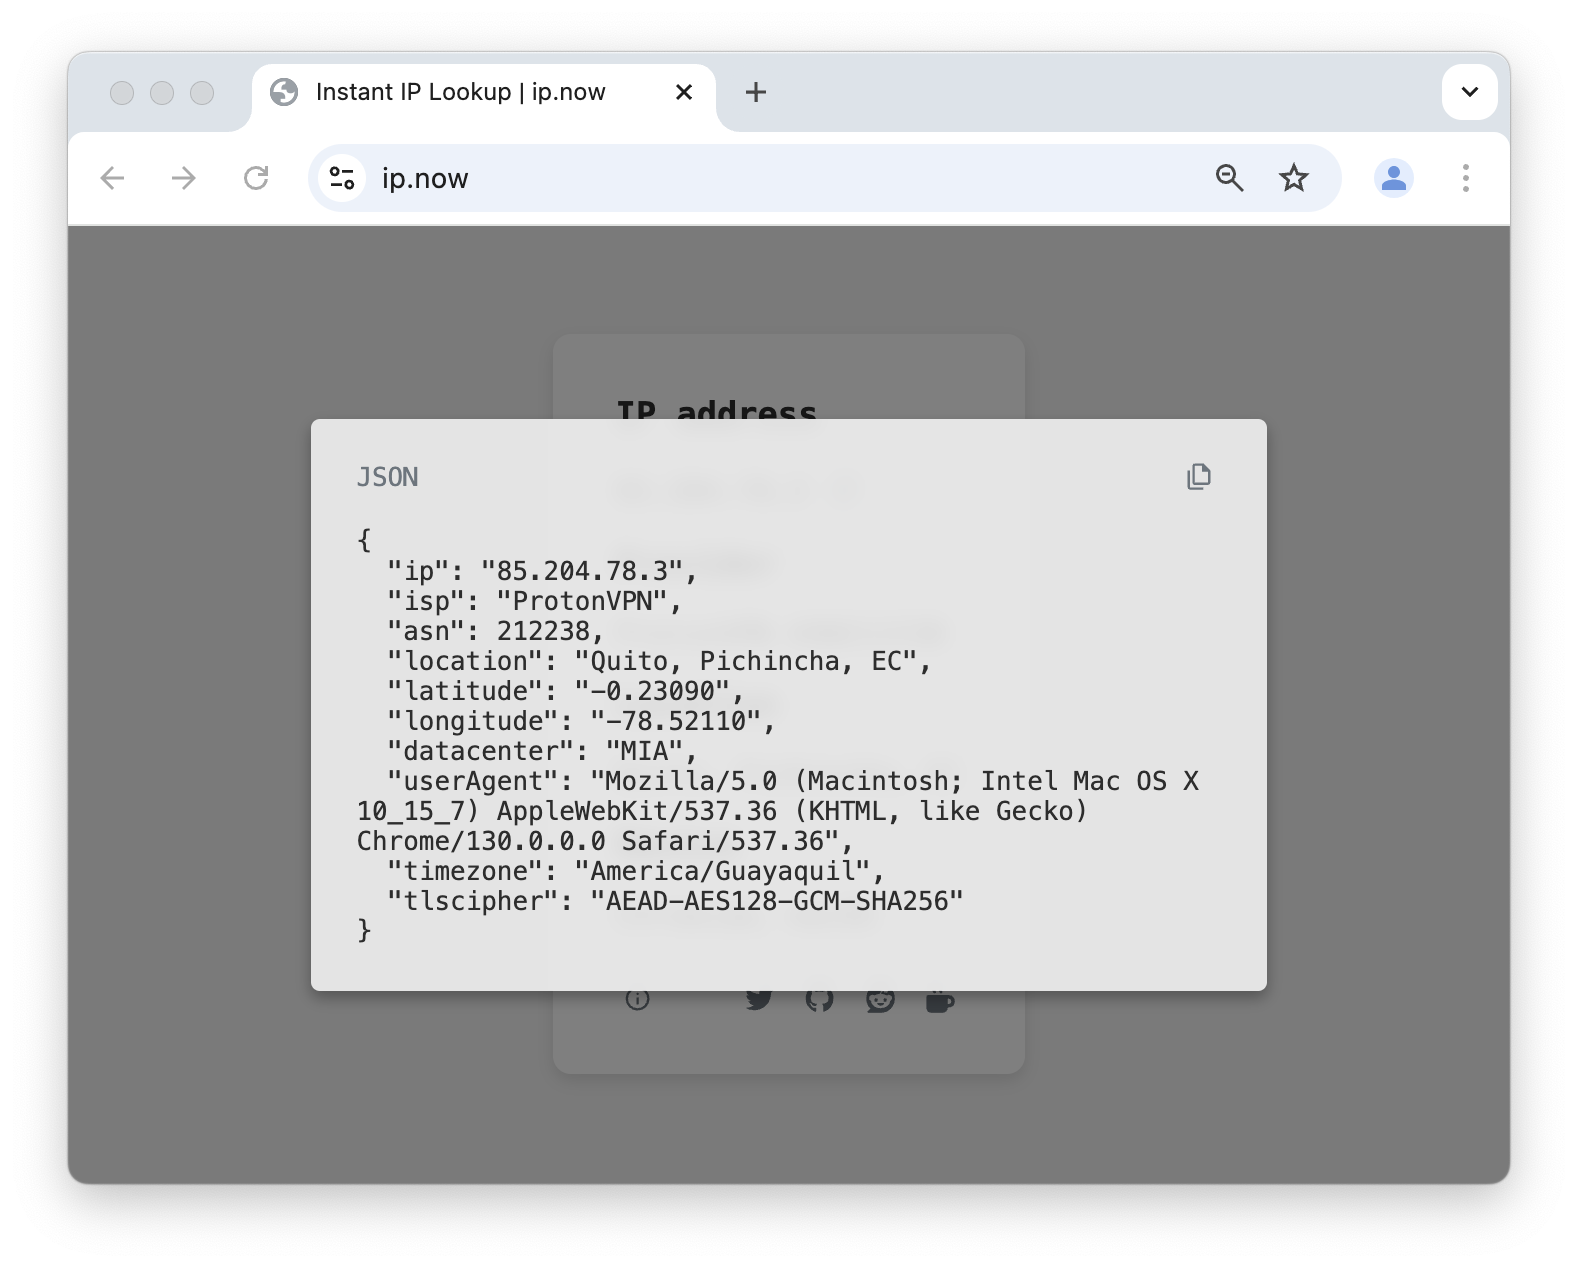 Instant IP Lookup | ip.now
ip.now
IP address
JSON
{
  "ip": "85.204.78.3",
  "isp": "ProtonVPN",
  "asn": 212238,
  "location": "Quito, Pichincha, EC",
  "latitude": "-0.23090",
  "longitude": "-78.52110",
  "datacenter": "MIA",
  "userAgent": "Mozilla/5.0 (Macintosh; Intel Mac OS X
10_15_7) AppleWebKit/537.36 (KHTML, like Gecko)
Chrome/130.0.0.0 Safari/537.36",
  "timezone": "America/Guayaquil",
  "tlscipher": "AEAD-AES128-GCM-SHA256"
}